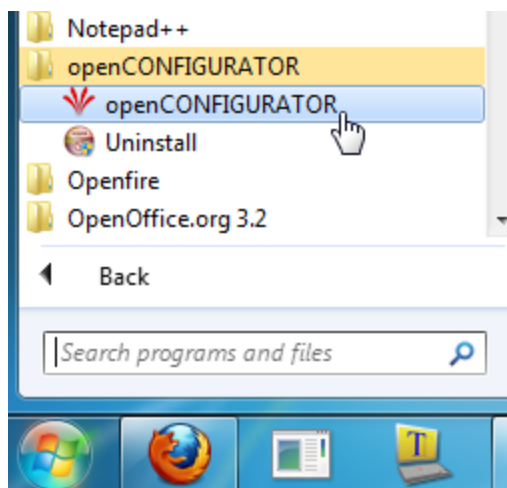 Notepad++
openCONFIGURATOR
openCONFIGURATOR
Uninstall
Openfire
OpenOffice.org 3.2
Back
Search programs and files
T